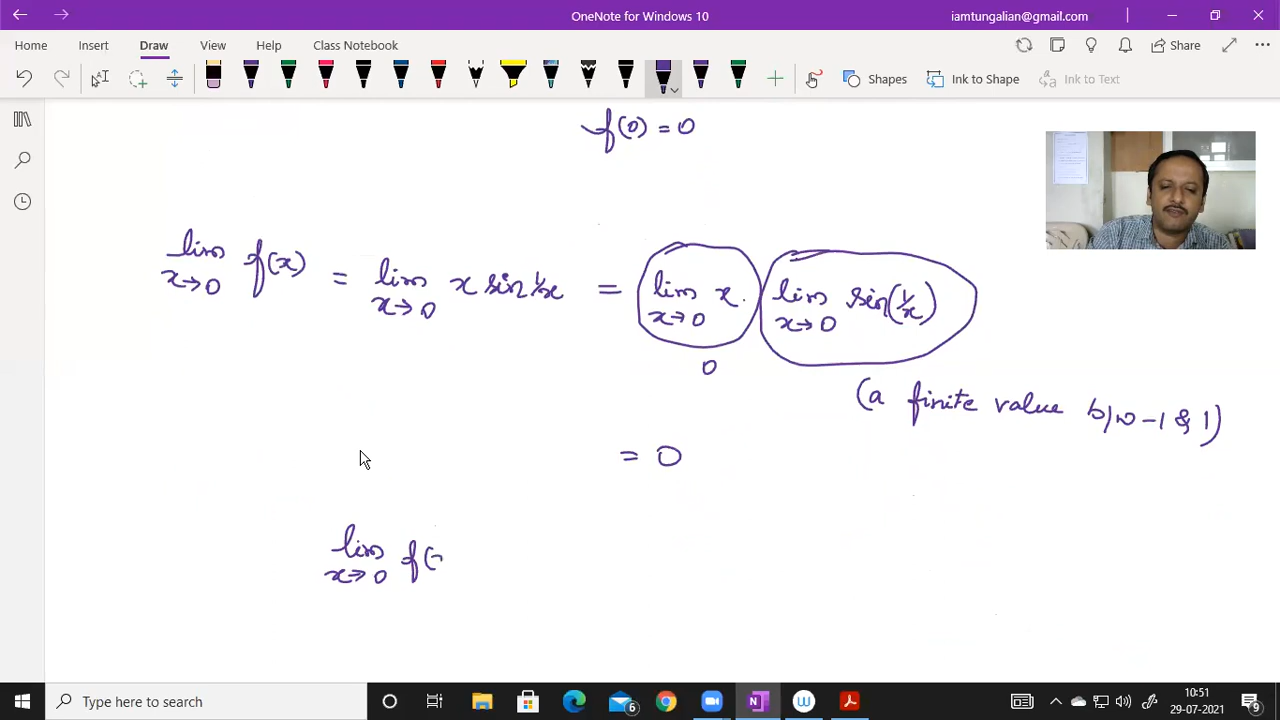 OneNote for Windows 10
iamtungalian@gmail.com
Home Insert Draw View Help Class Notebook
Share
Shapes Ink to Shape Ink to Text
f(0) = 0
lim x→0 f(x) = lim x→0 x sin 1/x = lim x→0 x . lim x→0 sin(1/x)
0
(a finite value b/w -1 & 1)
= 0
lim x→0 f(
Type here to search
6
10:51
29-07-2021
9